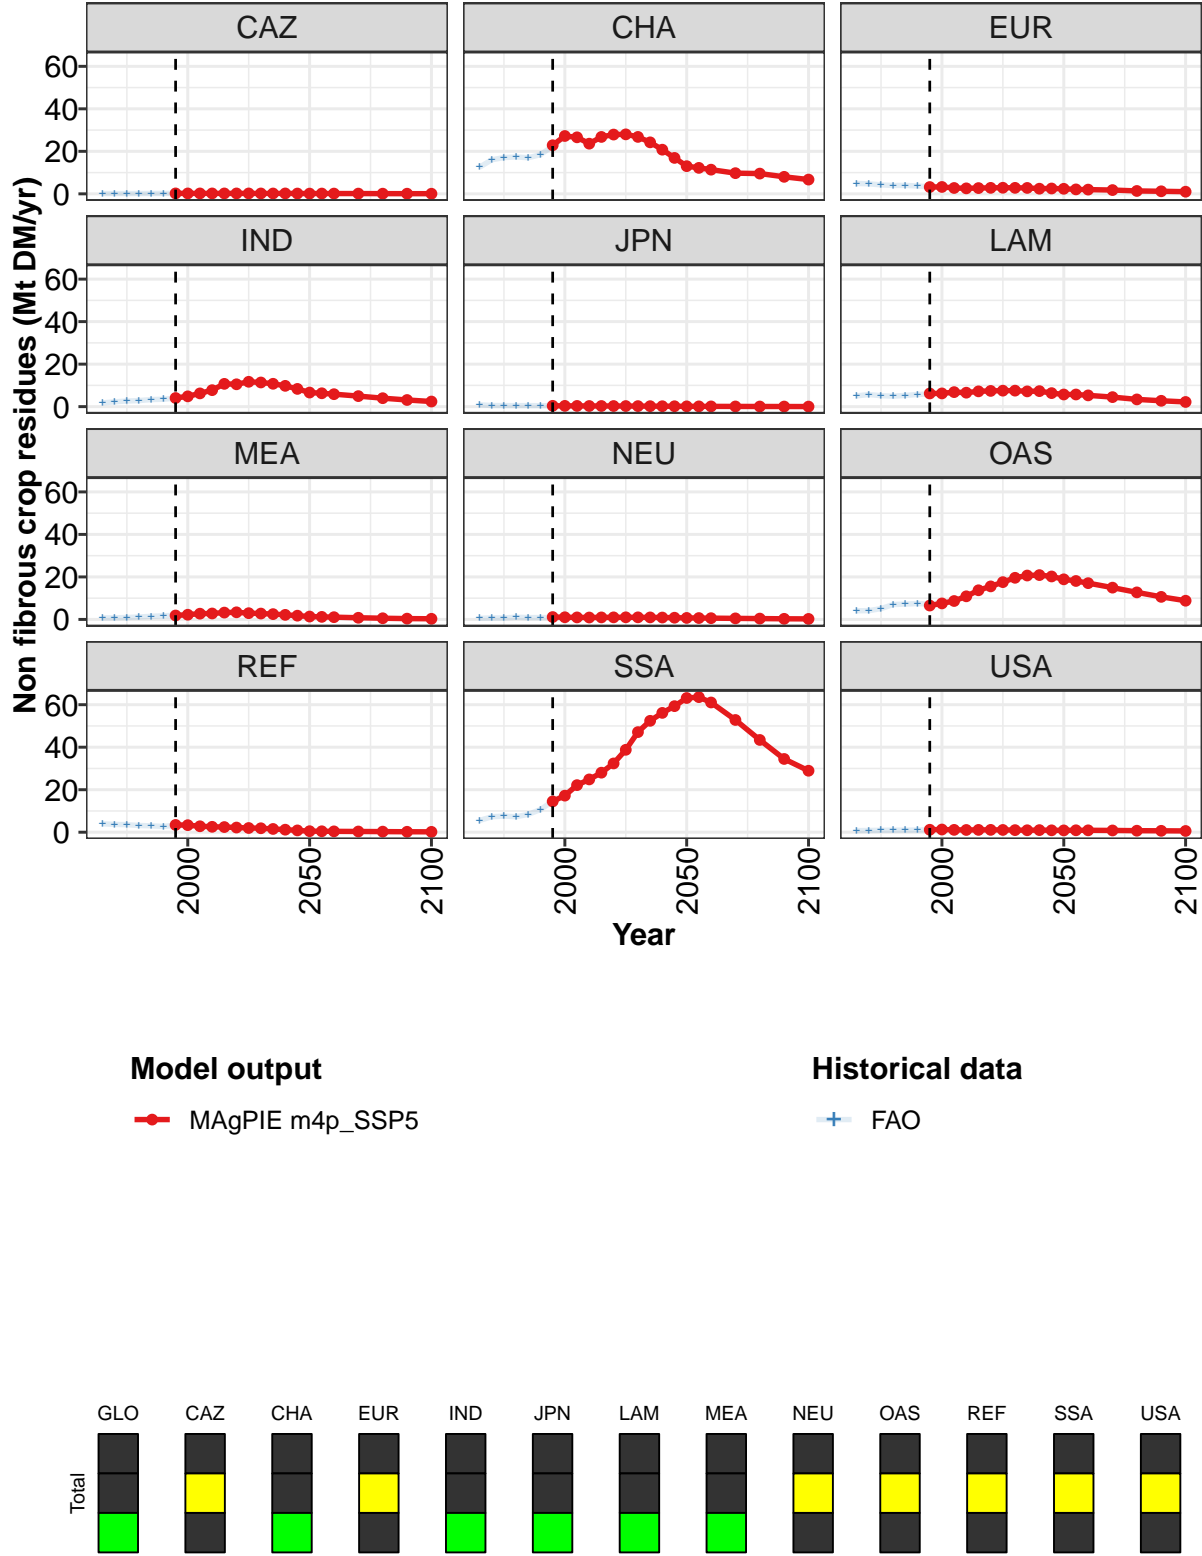 CAZ CHA EUR
60
40
20
0
IND JPN LAM
60
40
20
0
MEA NEU OAS
60
40
20
0
REF SSA USA
60
40
20
0
Non fibrous crop residues (Mt DM/yr)
2000 2050 2100 2000 2050 2100 2000 2050 2100
Year
Model output Historical data
MAgPIE m4p_SSP5 FAO
GLO CAZ CHA EUR IND JPN LAM MEA NEU OAS REF SSA USA
Total